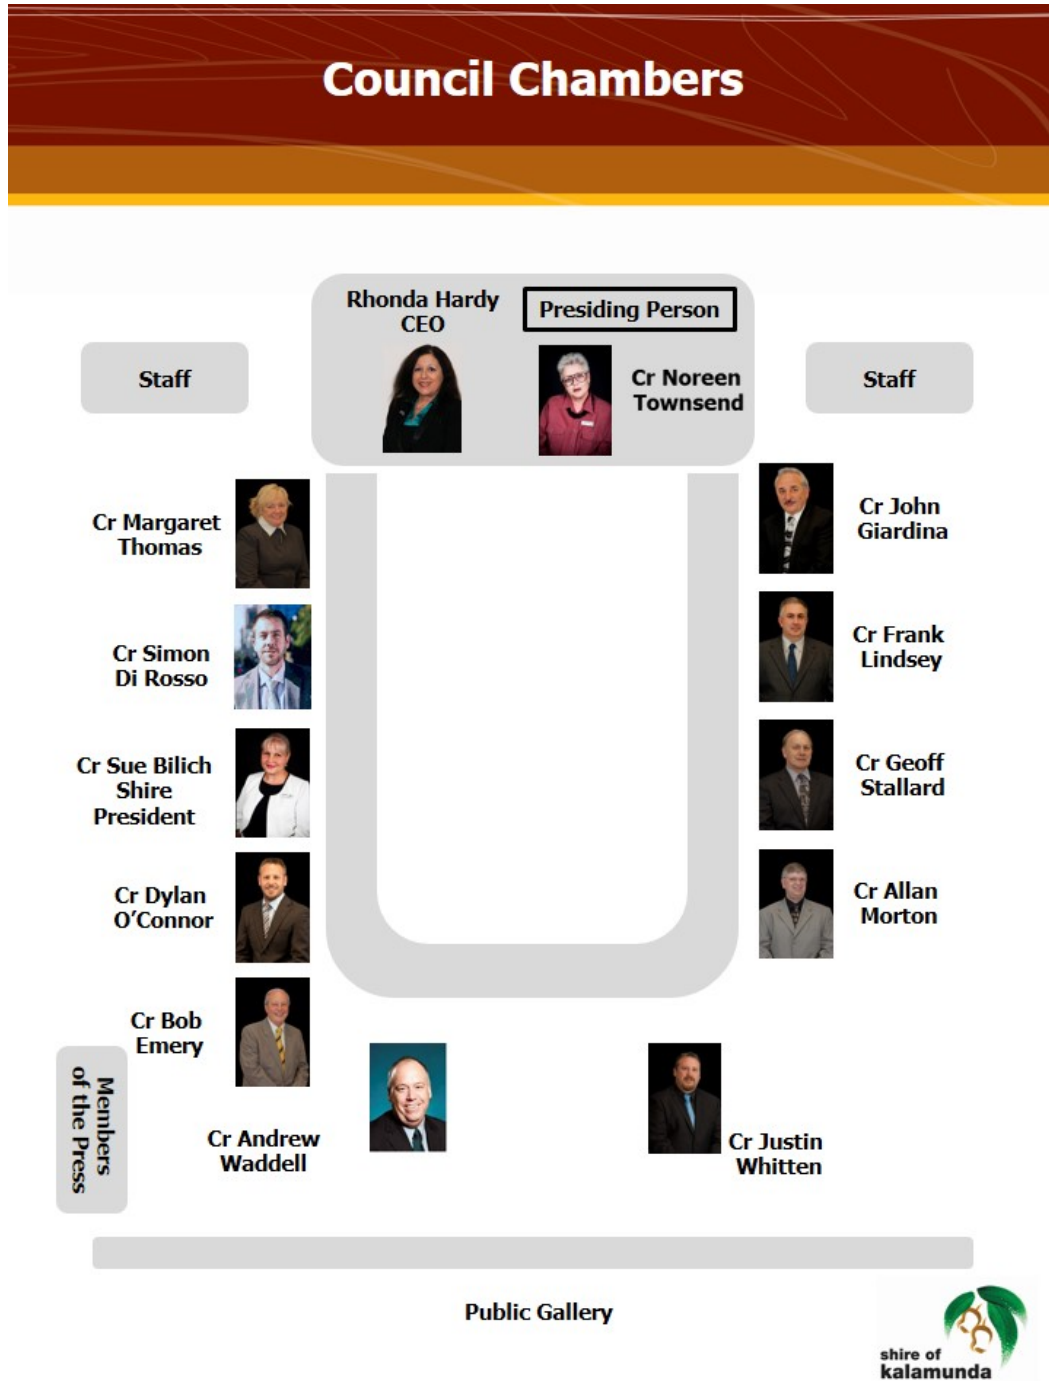 Council Chambers
Rhonda Hardy
CEO
Presiding Person
Cr Noreen
Townsend
Staff
Staff
Cr Margaret
Thomas
Cr John
Giardina
Cr Simon
Di Rosso
Cr Frank
Lindsey
Cr Sue Bilich
Shire
President
Cr Geoff
Stallard
Cr Dylan
O'Connor
Cr Allan
Morton
Cr Bob
Emery
Members
of the Press
Cr Andrew
Waddell
Cr Justin
Whitten
Public Gallery
shire of
kalamunda